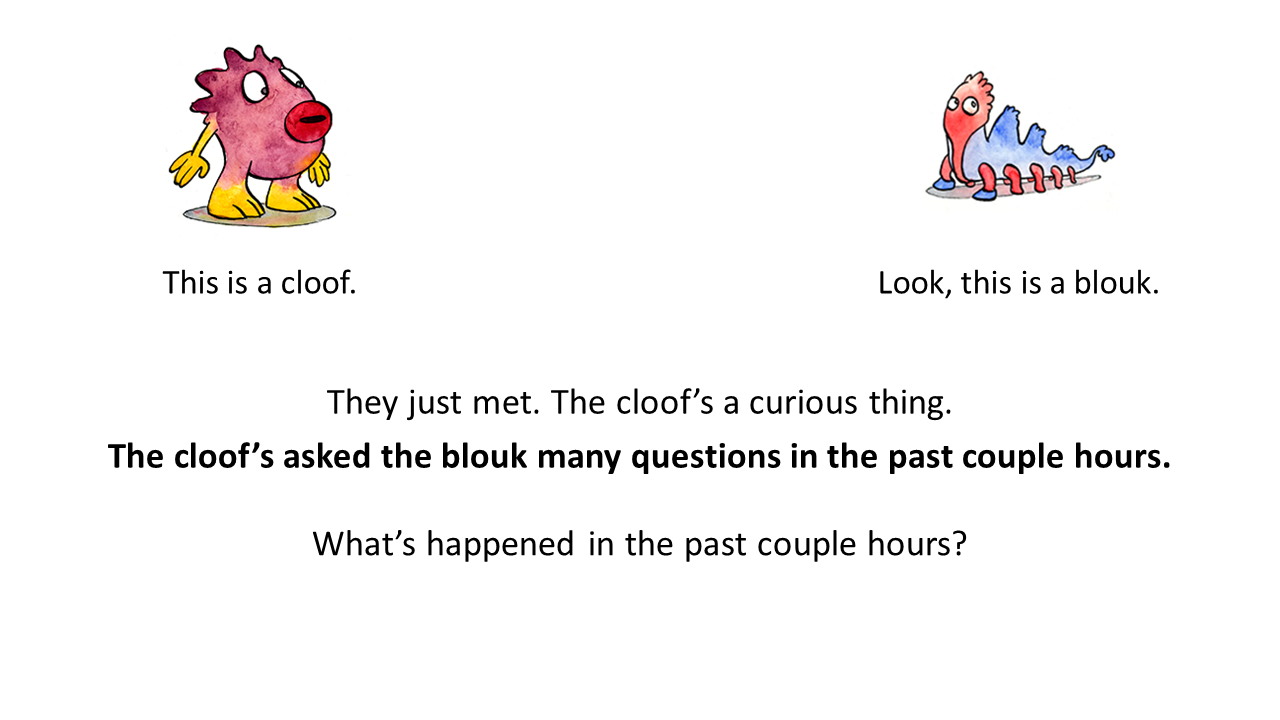 This is a cloof.
Look, this is a blouk.
They just met. The cloof’s a curious thing.
The cloof’s asked the blouk many questions in the past couple hours.
What’s happened in the past couple hours?